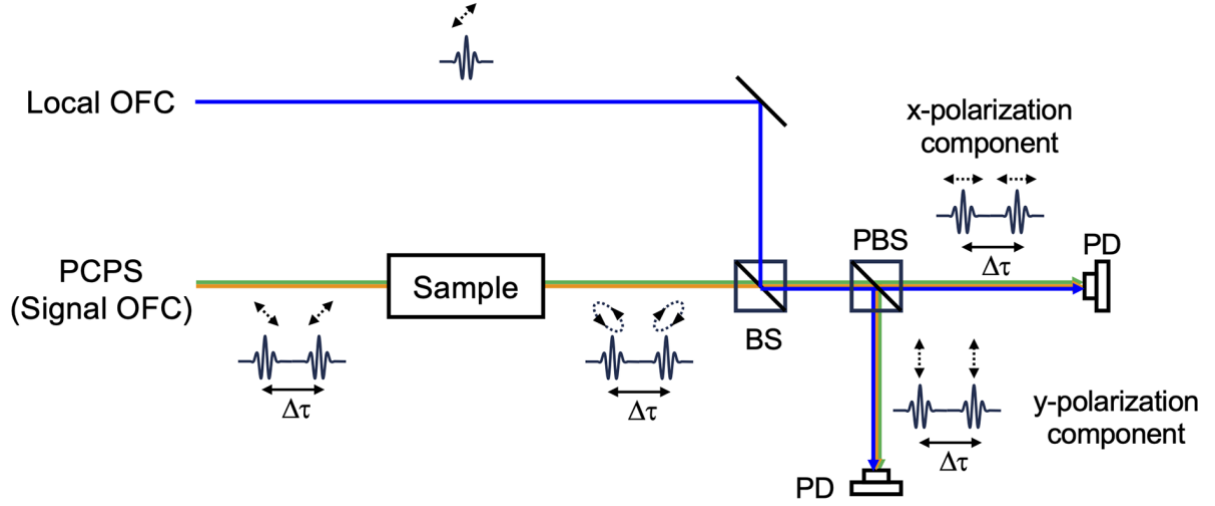 Local OFC
x-polarization
component
Δτ
PCPS
(Signal OFC)
Sample
BS
PBS
PD
Δτ
Δτ
y-polarization
component
Δτ
PD